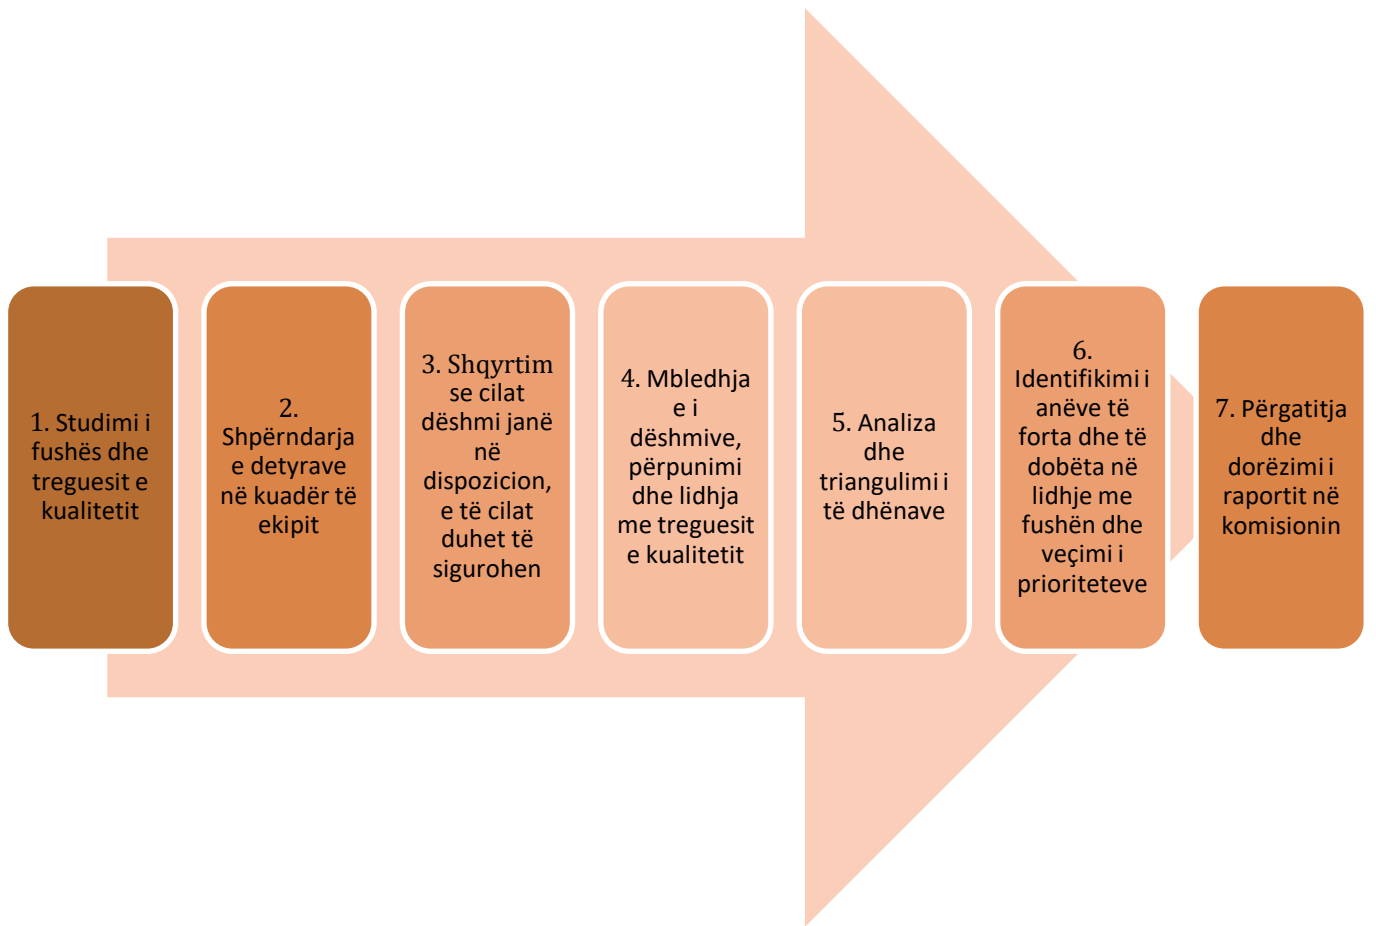 1. Studimi i
fushës dhe
treguesit e
kualitetit
2.
Shpërndarja
e detyrave
në kuadër të
ekipit
3. Shqyrtim
se cilat
dëshmi janë
në
dispozicion,
e të cilat
duhet të
sigurohen
4. Mbledhja
e i
dëshmive,
përpunimi
dhe lidhja
me treguesit
e kualitetit
5. Analiza
dhe
triangulimi i
të dhënave
6.
Identifikimi i
anëve të
forta dhe të
dobëta në
lidhje me
fushën dhe
veçimi i
prioriteteve
7. Përgatitja
dhe
dorëzimi i
raportit në
komisionin